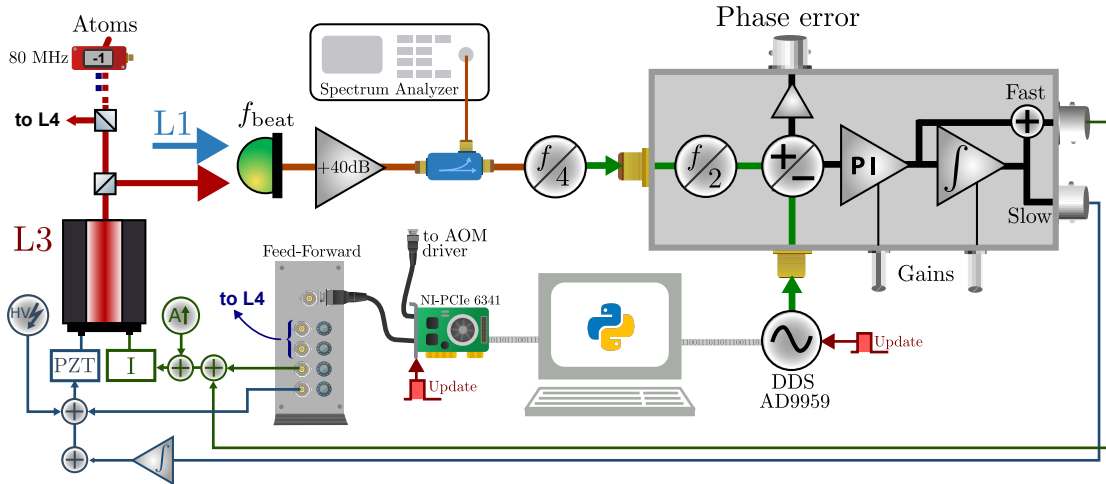 Atoms
80 MHz
-1
to L4
L1
f_beat
+40dB
Spectrum Analyzer
f/4
Phase error
f/2
+
−
PI
∫
+
Fast
Slow
Gains
L3
HV
A
PZT
I
+
+
+
+
∫
Feed-Forward
to L4
to AOM
driver
NI-PCIe 6341
Update
DDS
AD9959
Update